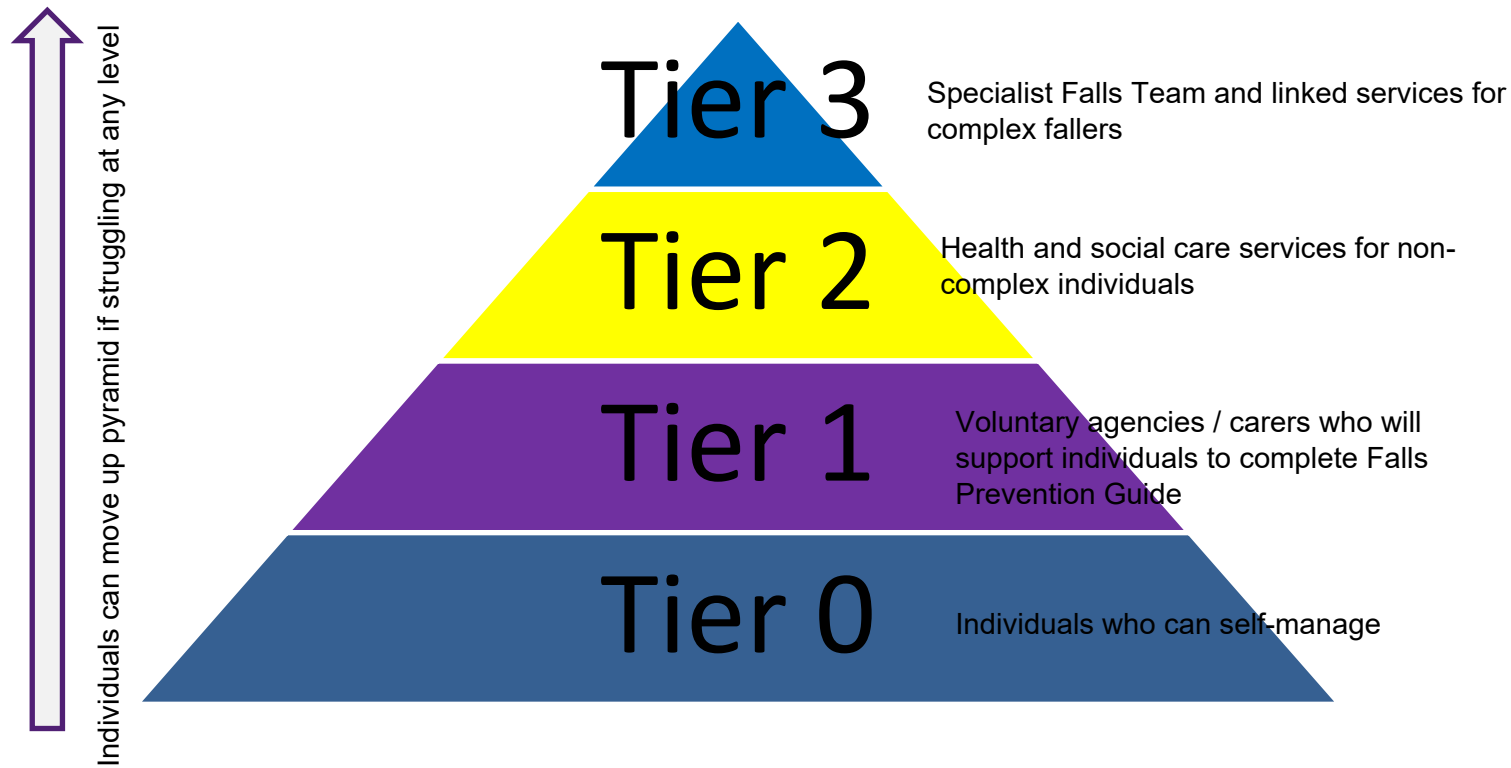 Individuals can move up pyramid if struggling at any level
Tier 3
Specialist Falls Team and linked services for
complex fallers
Tier 2
Health and social care services for non-
complex individuals
Tier 1
Voluntary agencies / carers who will
support individuals to complete Falls
Prevention Guide
Tier 0
Individuals who can self-manage